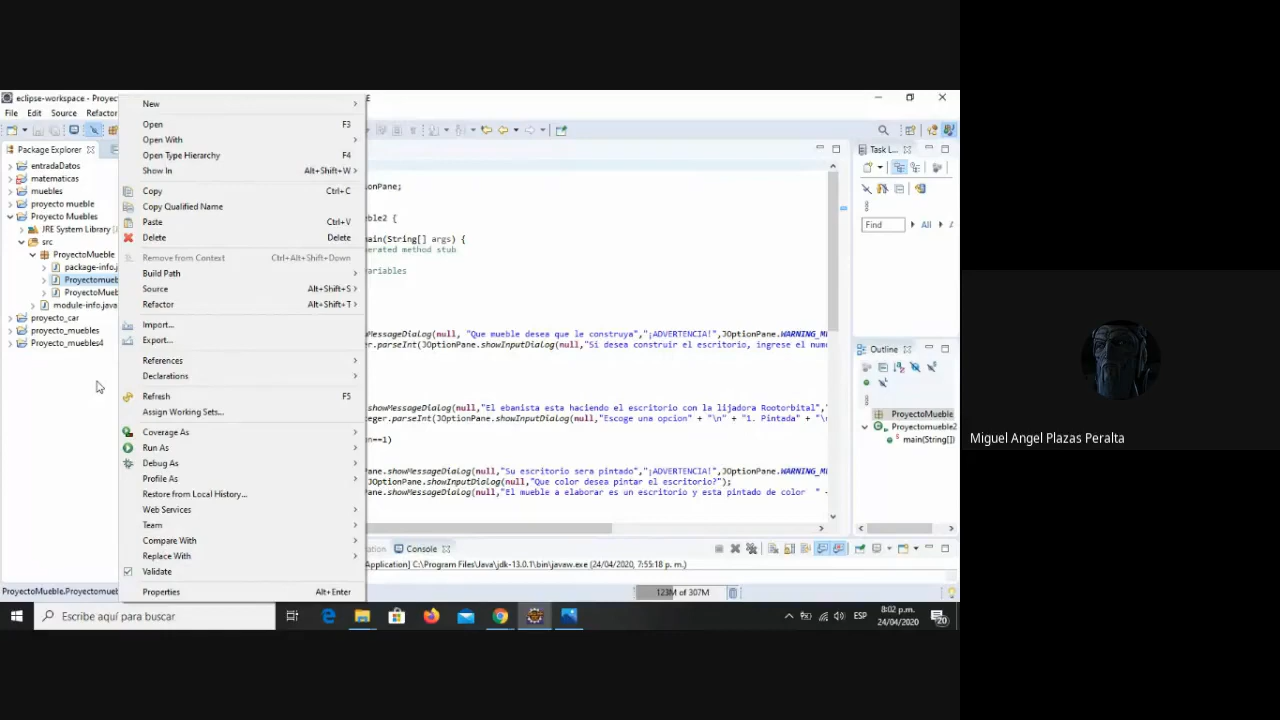 eclipse-workspace - Proyec
E
File Edit Source Refactor
Package Explorer
entradaDatos
matematicas
muebles
proyecto mueble
Proyecto Muebles
JRE System Library
src
ProyectoMueble
package-info.j
Proyectomueb
ProyectoMueb
module-info.java
proyecto_car
proyecto_muebles
proyecto_muebles4
New
Open F3
Open With
Open Type Hierarchy F4
Show In Alt+Shift+W
Copy Ctrl+C
Copy Qualified Name
Paste Ctrl+V
Delete Delete
Remove from Context Ctrl+Alt+Shift+Down
Build Path
Source Alt+Shift+S
Refactor Alt+Shift+T
Import...
Export...
References
Declarations
Refresh F5
Assign Working Sets...
Coverage As
Run As
Debug As
Profile As
Restore from Local History...
Web Services
Team
Compare With
Replace With
Validate
Properties Alt+Enter
onPane;
ble2 {
ain(String[] args) {
erated method stub
ariables
MessageDialog(null, "Que mueble desea que le construya","¡ADVERTENCIA!",JOptionPane.WARNING_M
er.parseInt(JOptionPane.showInputDialog(null,"Si desea construir el escritorio, ingrese el num
showMessageDialog(null,"El ebanista esta haciendo el escritorio con la lijadora Rootorbital","
teger.parseInt(JOptionPane.showInputDialog(null,"Escoge una opcion" + "\n" + "1. Pintada" + "\
n==1)
ane.showMessageDialog(null,"Su escritorio sera pintado","¡ADVERTENCIA!",JOptionPane.WARNING_M
JOptionPane.showInputDialog(null,"Que color desea pintar el escritorio?");
ane.showMessageDialog(null,"El mueble a elaborar es un escritorio y esta pintado de color " +
Task L...
Find All
Outline
ProyectoMueble
Proyectomueble2
main(String[])
ation Console
Application] C:\Program Files\Java\jdk-13.0.1\bin\javaw.exe (24/04/2020, 7:55:18 p. m.)
ProyectoMueble.Proyectomueb
123M of 307M
Escribe aquí para buscar
ESP
8:02 p.m.
24/04/2020
20
Miguel Angel Plazas Peralta